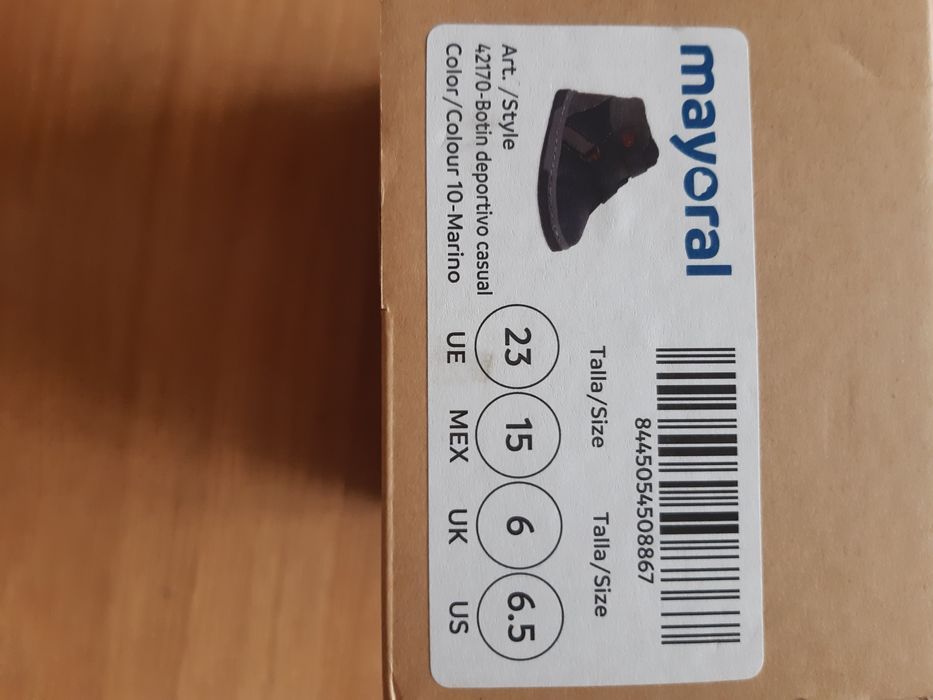 mayoral
8445054508867
Art. /Style
42170-Botin deportivo casual
Color/Colour 10-Marino
Talla/Size Talla/Size
23 15 6 6.5
UE MEX UK US